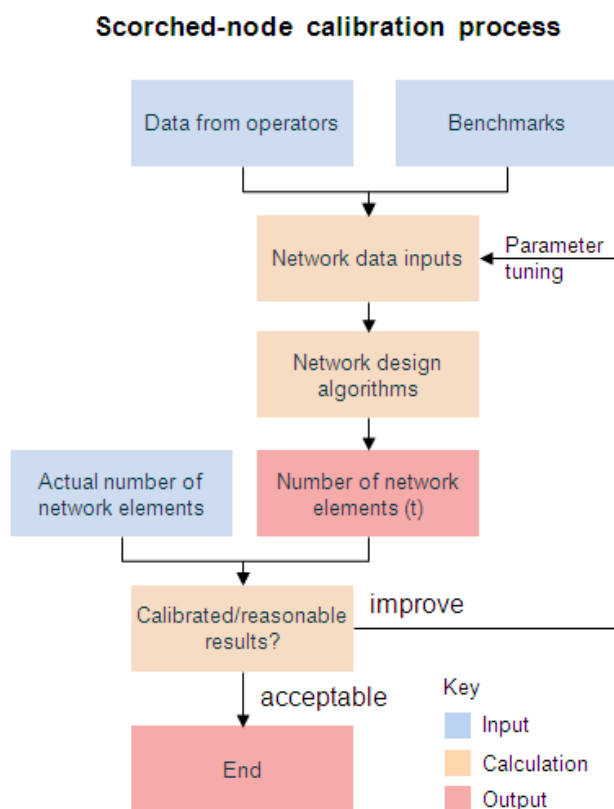 Scorched-node calibration process
Data from operators
Benchmarks
Network data inputs
Parameter
tuning
Network design
algorithms
Actual number of
network elements
Number of network
elements (t)
Calibrated/reasonable
results?
improve
acceptable
End
Key
Input
Calculation
Output